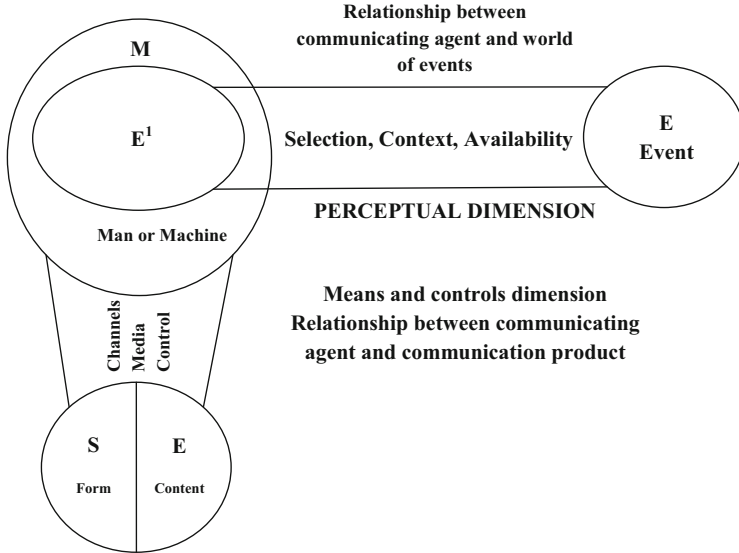 Relationship between
communicating agent and world
of events
M
E¹
Selection, Context, Availability
E
Event
PERCEPTUAL DIMENSION
Man or Machine
Channels
Media
Control
Means and controls dimension
Relationship between communicating
agent and communication product
S
E
Form
Content